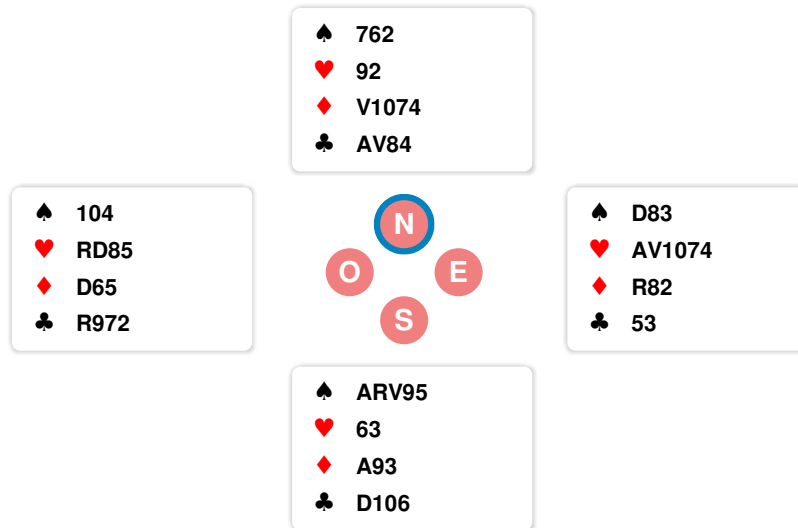 ♠ 762
♥ 92
♦ V1074
♣ AV84
♠ 104
♥ RD85
♦ D65
♣ R972
N
O E
S
♠ D83
♥ AV1074
♦ R82
♣ 53
♠ ARV95
♥ 63
♦ A93
♣ D106